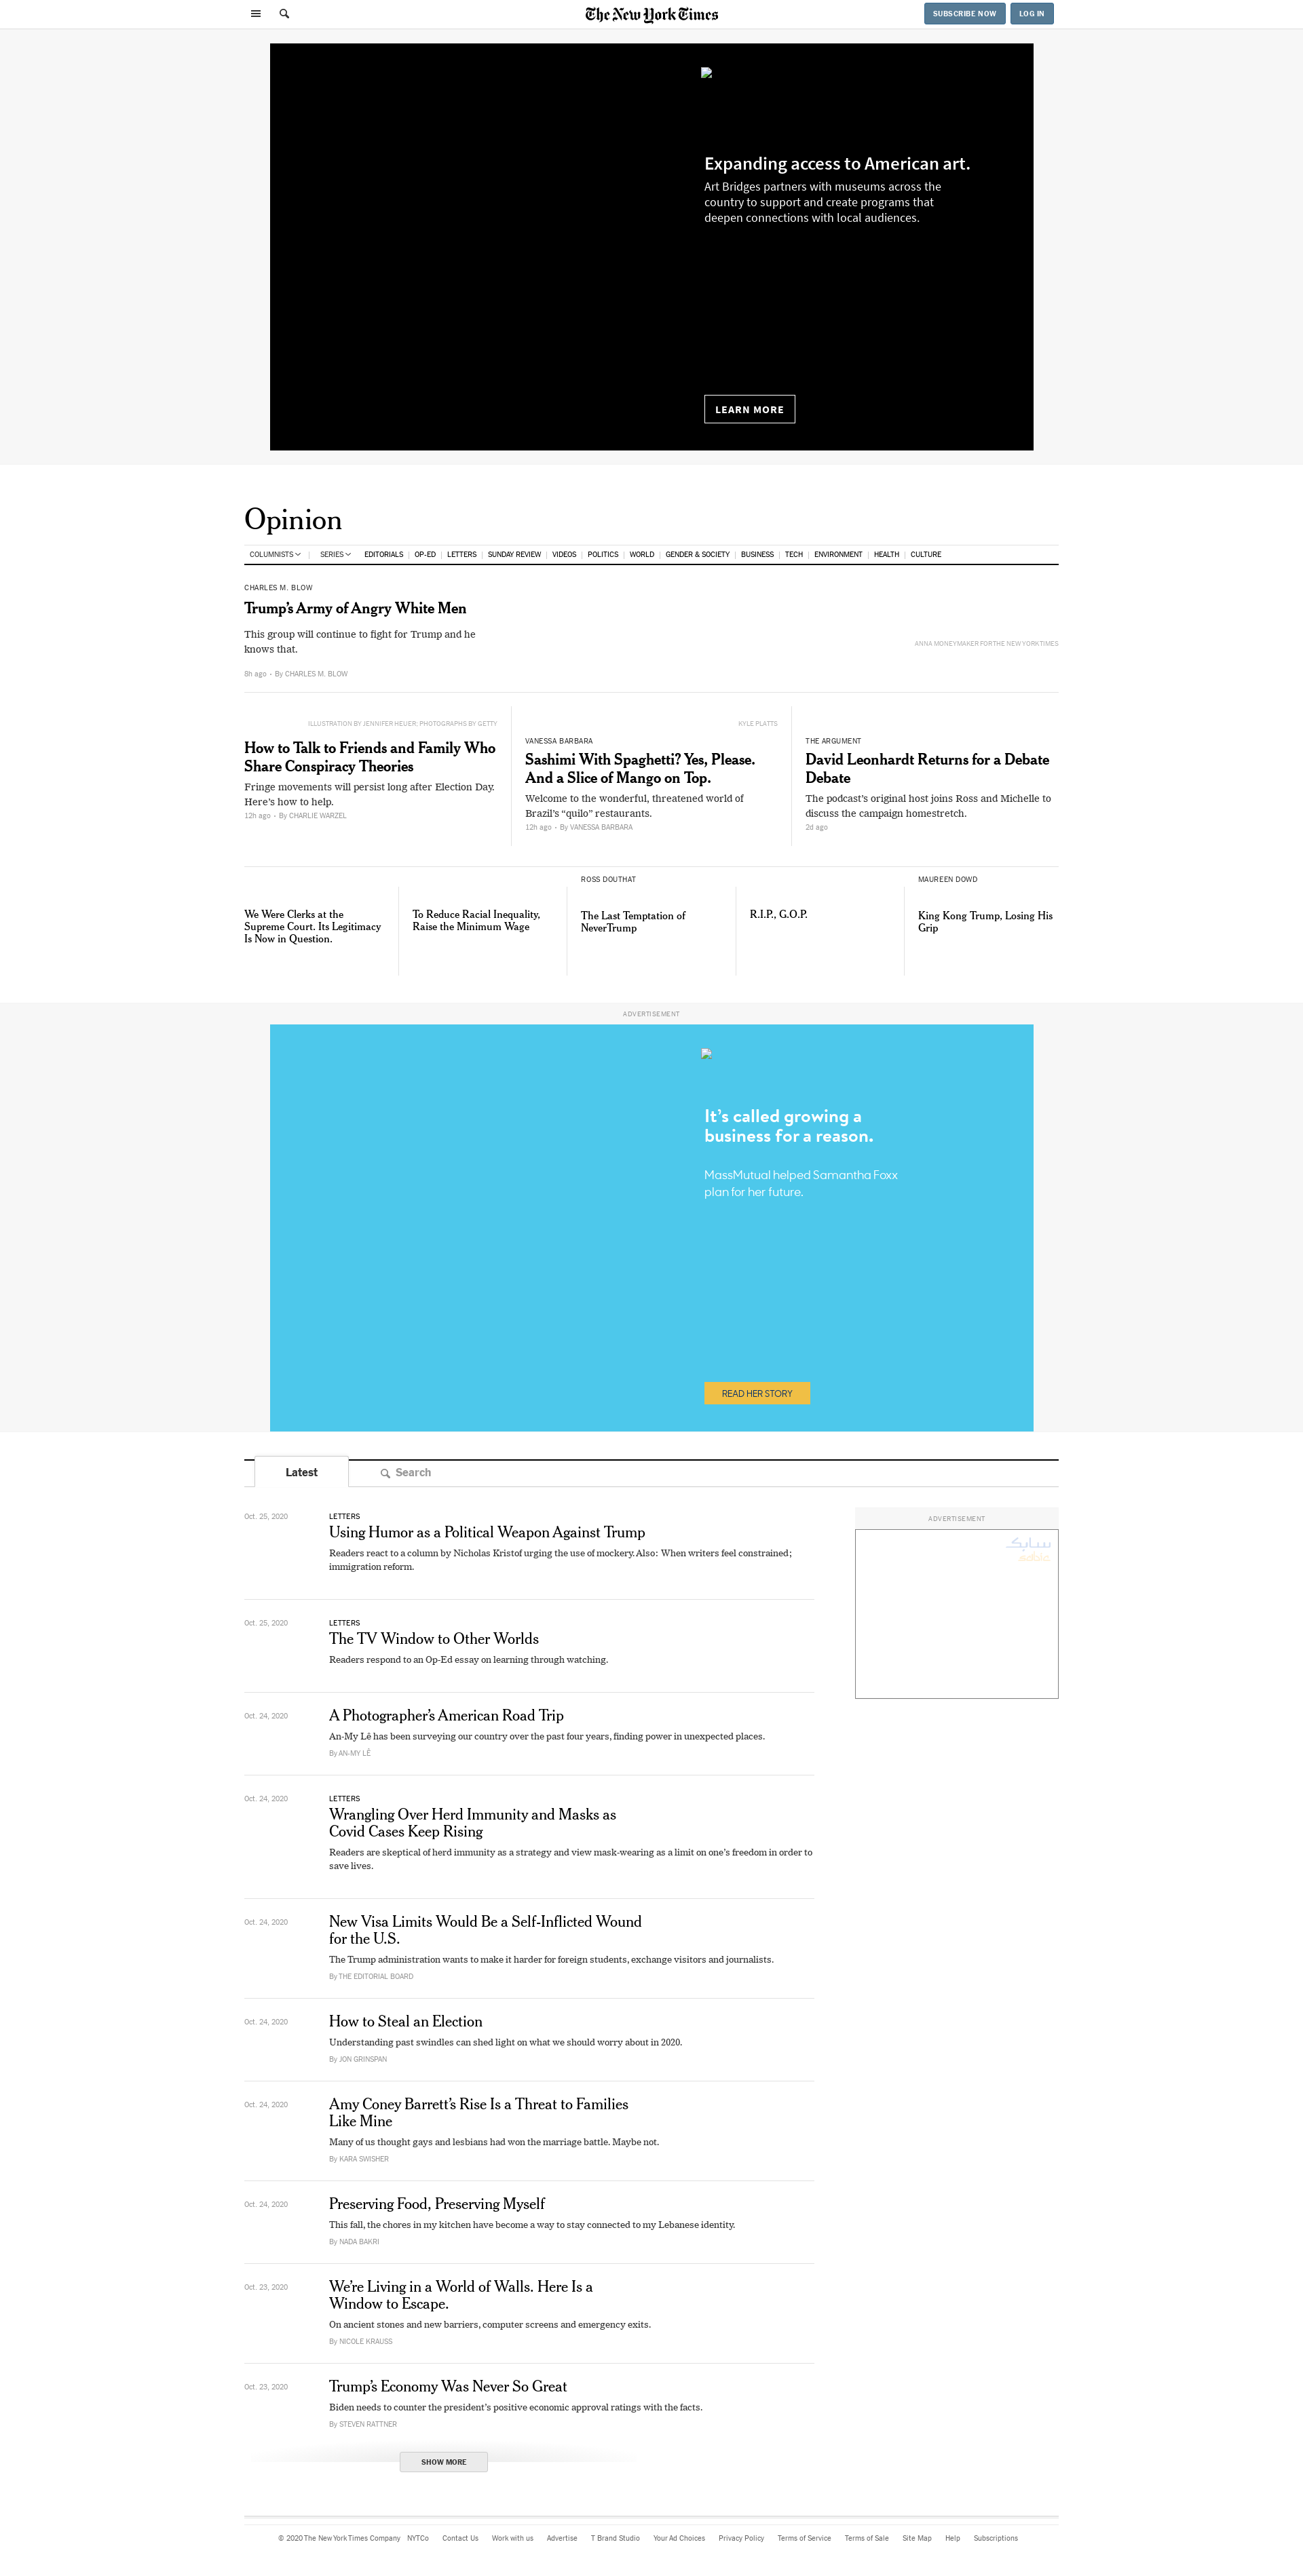 The New York Times
SUBSCRIBE NOW
LOG IN
Expanding access to American art.
Art Bridges partners with museums across the
country to support and create programs that
deepen connections with local audiences.
LEARN MORE
Opinion
COLUMNISTS | SERIES EDITORIALS | OP-ED | LETTERS | SUNDAY REVIEW | VIDEOS | POLITICS | WORLD | GENDER & SOCIETY | BUSINESS | TECH | ENVIRONMENT | HEALTH | CULTURE
CHARLES M. BLOW
Trump’s Army of Angry White Men
This group will continue to fight for Trump and he
knows that.
8h ago • By CHARLES M. BLOW
ANNA MONEYMAKER FOR THE NEW YORK TIMES
ILLUSTRATION BY JENNIFER HEUER; PHOTOGRAPHS BY GETTY
How to Talk to Friends and Family Who
Share Conspiracy Theories
Fringe movements will persist long after Election Day.
Here’s how to help.
12h ago • By CHARLIE WARZEL
KYLE PLATTS
VANESSA BARBARA
Sashimi With Spaghetti? Yes, Please.
And a Slice of Mango on Top.
Welcome to the wonderful, threatened world of
Brazil’s “quilo” restaurants.
12h ago • By VANESSA BARBARA
THE ARGUMENT
David Leonhardt Returns for a Debate
Debate
The podcast’s original host joins Ross and Michelle to
discuss the campaign homestretch.
2d ago
We Were Clerks at the
Supreme Court. Its Legitimacy
Is Now in Question.
To Reduce Racial Inequality,
Raise the Minimum Wage
ROSS DOUTHAT
The Last Temptation of
NeverTrump
R.I.P., G.O.P.
MAUREEN DOWD
King Kong Trump, Losing His
Grip
ADVERTISEMENT
It’s called growing a
business for a reason.
MassMutual helped Samantha Foxx
plan for her future.
READ HER STORY
Latest
Search
Oct. 25, 2020
LETTERS
Using Humor as a Political Weapon Against Trump
Readers react to a column by Nicholas Kristof urging the use of mockery. Also: When writers feel constrained;
immigration reform.
ADVERTISEMENT
سابك
sabic
Oct. 25, 2020
LETTERS
The TV Window to Other Worlds
Readers respond to an Op-Ed essay on learning through watching.
Oct. 24, 2020
A Photographer’s American Road Trip
An-My Lê has been surveying our country over the past four years, finding power in unexpected places.
By AN-MY LÊ
Oct. 24, 2020
LETTERS
Wrangling Over Herd Immunity and Masks as
Covid Cases Keep Rising
Readers are skeptical of herd immunity as a strategy and view mask-wearing as a limit on one’s freedom in order to
save lives.
Oct. 24, 2020
New Visa Limits Would Be a Self-Inflicted Wound
for the U.S.
The Trump administration wants to make it harder for foreign students, exchange visitors and journalists.
By THE EDITORIAL BOARD
Oct. 24, 2020
How to Steal an Election
Understanding past swindles can shed light on what we should worry about in 2020.
By JON GRINSPAN
Oct. 24, 2020
Amy Coney Barrett’s Rise Is a Threat to Families
Like Mine
Many of us thought gays and lesbians had won the marriage battle. Maybe not.
By KARA SWISHER
Oct. 24, 2020
Preserving Food, Preserving Myself
This fall, the chores in my kitchen have become a way to stay connected to my Lebanese identity.
By NADA BAKRI
Oct. 23, 2020
We’re Living in a World of Walls. Here Is a
Window to Escape.
On ancient stones and new barriers, computer screens and emergency exits.
By NICOLE KRAUSS
Oct. 23, 2020
Trump’s Economy Was Never So Great
Biden needs to counter the president’s positive economic approval ratings with the facts.
By STEVEN RATTNER
SHOW MORE
© 2020 The New York Times Company NYTCo Contact Us Work with us Advertise T Brand Studio Your Ad Choices Privacy Policy Terms of Service Terms of Sale Site Map Help Subscriptions